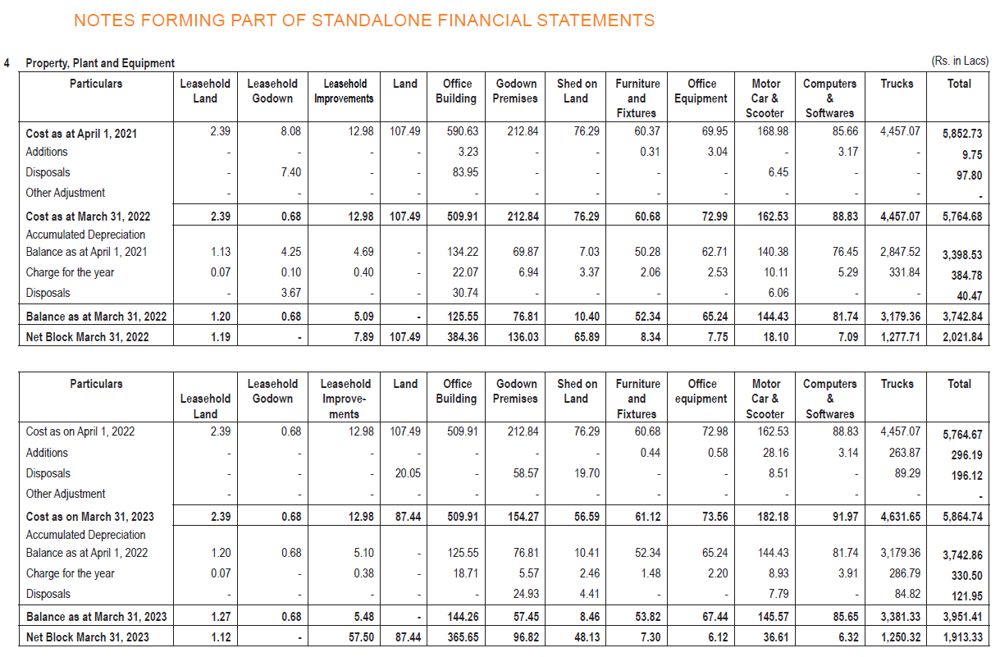 NOTES FORMING PART OF STANDALONE FINANCIAL STATEMENTS
4 Property, Plant and Equipment (Rs. in Lacs)
Particulars Leasehold Leasehold Leasehold Land Office Godown Shed on Furniture Office Motor Computers Trucks Total
Land Godown Improvements Building Premises Land and Equipment Car & &
Fixtures Scooter Softwares
Cost as at April 1, 2021 2.39 8.08 12.98 107.49 590.63 212.84 76.29 60.37 69.95 168.98 85.66 4,457.07 5,852.73
Additions - - - - 3.23 - - 0.31 3.04 - 3.17 - 9.75
Disposals - 7.40 - - 83.95 - - - - 6.45 - - 97.80
Other Adjustment - - - - - - - - - - - - -
Cost as at March 31, 2022 2.39 0.68 12.98 107.49 509.91 212.84 76.29 60.68 72.99 162.53 88.83 4,457.07 5,764.68
Accumulated Depreciation
Balance as at April 1, 2021 1.13 4.25 4.69 - 134.22 69.87 7.03 50.28 62.71 140.38 76.45 2,847.52 3,398.53
Charge for the year 0.07 0.10 0.40 - 22.07 6.94 3.37 2.06 2.53 10.11 5.29 331.84 384.78
Disposals - 3.67 - - 30.74 - - - - 6.06 - - 40.47
Balance as at March 31, 2022 1.20 0.68 5.09 - 125.55 76.81 10.40 52.34 65.24 144.43 81.74 3,179.36 3,742.84
Net Block March 31, 2022 1.19 - 7.89 107.49 384.36 136.03 65.89 8.34 7.75 18.10 7.09 1,277.71 2,021.84
Particulars Leasehold Leasehold Land Office Godown Shed on Furniture Office Motor Computers Trucks Total
Leasehold Godown Improve- Building Premises Land and equipment Car & &
Land ments Fixtures Scooter Softwares
Cost as on April 1, 2022 2.39 0.68 12.98 107.49 509.91 212.84 76.29 60.68 72.98 162.53 88.83 4,457.07 5,764.67
Additions - - - - - - - 0.44 0.58 28.16 3.14 263.87 296.19
Disposals - - - 20.05 - 58.57 19.70 - - 8.51 - 89.29 196.12
Other Adjustment - - - - - - - - - - - - -
Cost as on March 31, 2023 2.39 0.68 12.98 87.44 509.91 154.27 56.59 61.12 73.56 182.18 91.97 4,631.65 5,864.74
Accumulated Depreciation
Balance as at April 1, 2022 1.20 0.68 5.10 - 125.55 76.81 10.41 52.34 65.24 144.43 81.74 3,179.36 3,742.86
Charge for the year 0.07 - 0.38 - 18.71 5.57 2.46 1.48 2.20 8.93 3.91 286.79 330.50
Disposals - - - - - 24.93 4.41 - - 7.79 - 84.82 121.95
Balance as at March 31, 2023 1.27 0.68 5.48 - 144.26 57.45 8.46 53.82 67.44 145.57 85.65 3,381.33 3,951.41
Net Block March 31, 2023 1.12 - 57.50 87.44 365.65 96.82 48.13 7.30 6.12 36.61 6.32 1,250.32 1,913.33